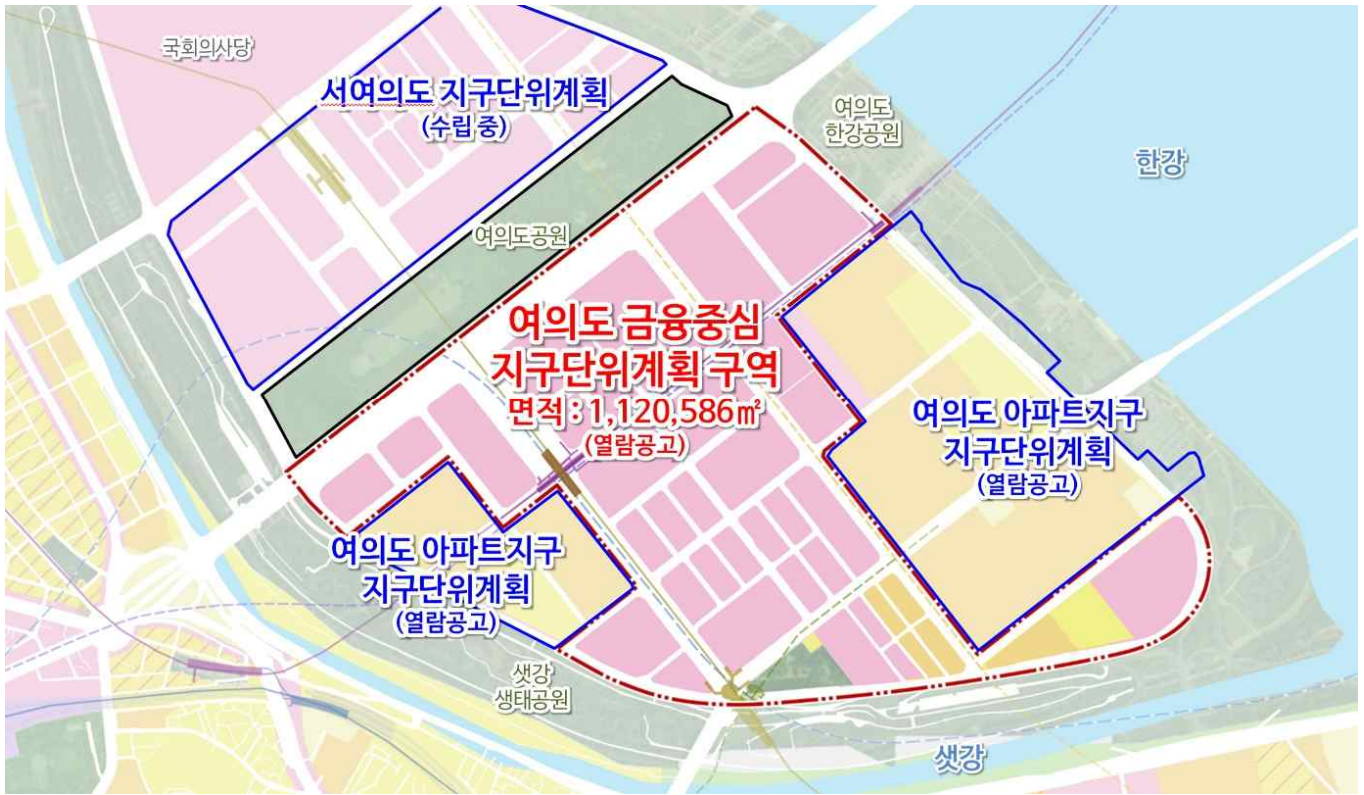 국회의사당
서여의도 지구단위계획
(수립 중)
여의도
한강공원
한강
여의도공원
여의도 금융중심
지구단위계획 구역
면적 : 1,120,586㎡
(열람공고)
여의도 아파트지구
지구단위계획
(열람공고)
여의도 아파트지구
지구단위계획
(열람공고)
샛강
생태공원
샛강